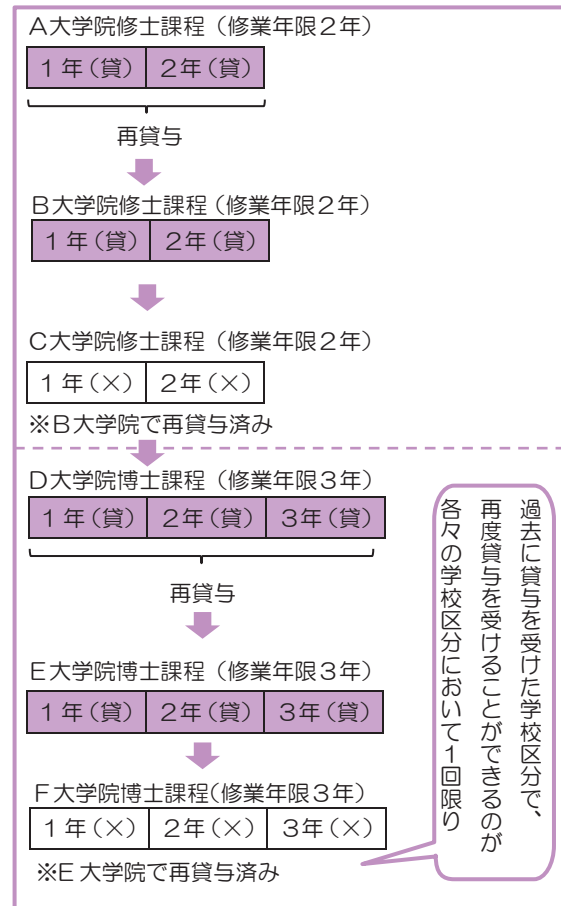 A大学院修士課程（修業年限２年）
１年（貸） ２年（貸）
再貸与
B大学院修士課程（修業年限２年）
１年（貸） ２年（貸）
C大学院修士課程（修業年限２年）
１年（×） ２年（×）
※B大学院で再貸与済み
D大学院博士課程（修業年限３年）
１年（貸） ２年（貸） ３年（貸）
再貸与
E大学院博士課程（修業年限３年）
１年（貸） ２年（貸） ３年（貸）
F大学院博士課程（修業年限３年）
１年（×） ２年（×） ３年（×）
※E大学院で再貸与済み
過去に貸与を受けた学校区分で、
再度貸与を受けることができるのが
各々の学校区分において１回限り